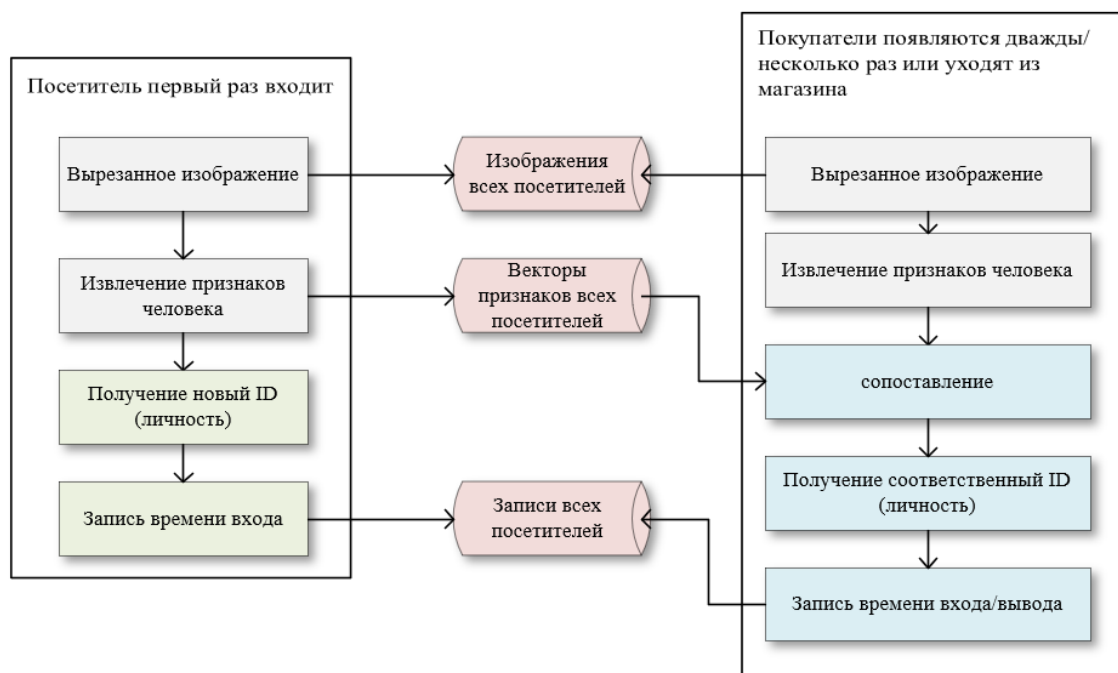 Посетитель первый раз входит
Вырезанное изображение
Извлечение признаков
человека
Получение новый ID
(личность)
Запись времени входа
Изображения
всех посетителей
Векторы
признаков всех
посетителей
Записи всех
посетителей
Покупатели появляются дважды/
несколько раз или уходят из
магазина
Вырезанное изображение
Извлечение признаков человека
сопоставление
Получение соответственный ID
(личность)
Запись времени входа/вывода